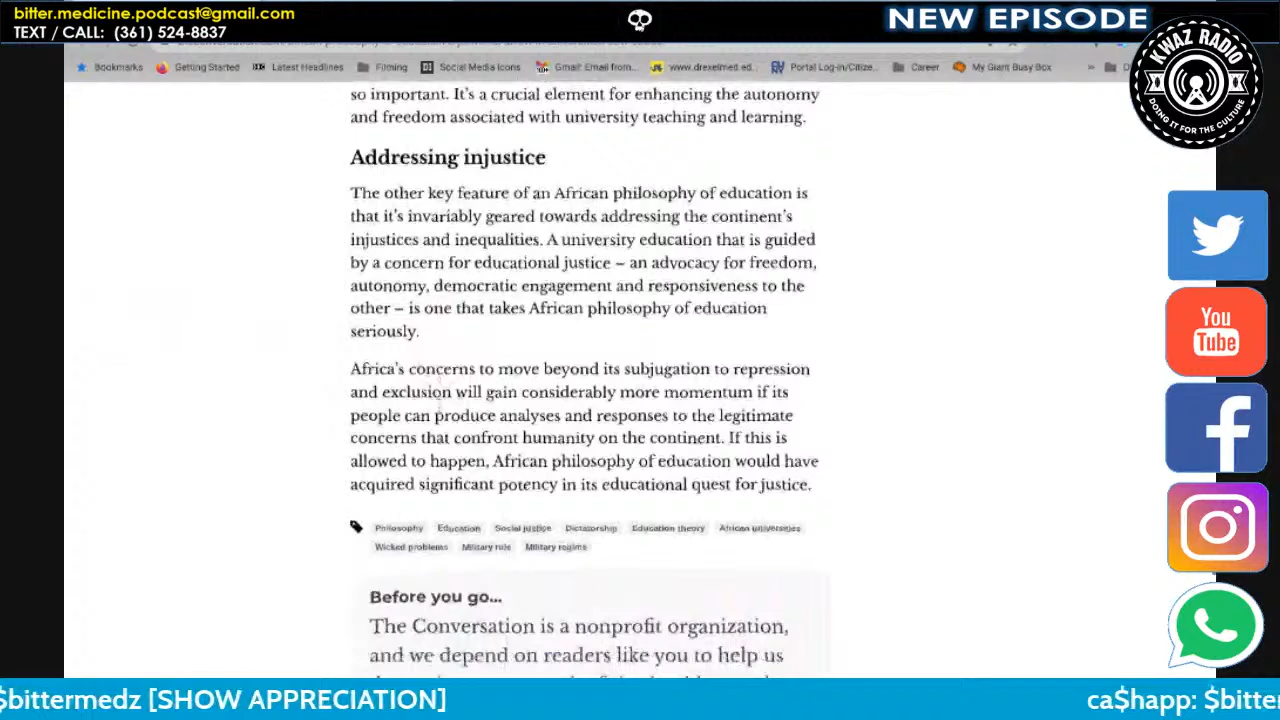 bitter.medicine.podcast@gmail.com
TEXT / CALL: (361) 524-8837
NEW EPISODE
KWAZ RADIO
DOING IT FOR THE CULTURE
Bookmarks Getting Started Latest Headlines Filming Social Media Icons Gmail: Email from... www.drexelmed.ed... Portal Log-in/Citize... Career My Giant Busy Box »
so important. It's a crucial element for enhancing the autonomy
and freedom associated with university teaching and learning.
Addressing injustice
The other key feature of an African philosophy of education is
that it's invariably geared towards addressing the continent's
injustices and inequalities. A university education that is guided
by a concern for educational justice – an advocacy for freedom,
autonomy, democratic engagement and responsiveness to the
other – is one that takes African philosophy of education
seriously.
Africa's concerns to move beyond its subjugation to repression
and exclusion will gain considerably more momentum if its
people can produce analyses and responses to the legitimate
concerns that confront humanity on the continent. If this is
allowed to happen, African philosophy of education would have
acquired significant potency in its educational quest for justice.
Philosophy Education Social justice Dictatorship Education theory African universities
Wicked problems Military rule Military regime
Before you go...
The Conversation is a nonprofit organization,
and we depend on readers like you to help us
You
Tube
$bittermedz [SHOW APPRECIATION] ca$happ: $bitter